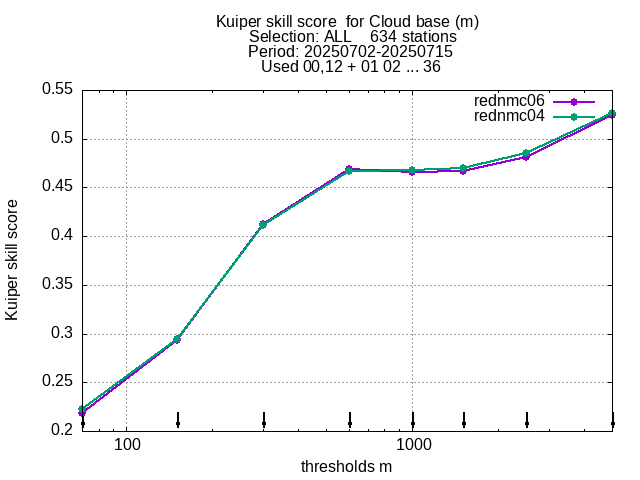 Kuiper skill score  for Cloud base (m)
Selection: ALL    634 stations
Period: 20250702-20250715
Used 00,12 + 01 02 ... 36
rednmc06
rednmc04
0.55
0.5
0.45
0.4
0.35
0.3
0.25
0.2
Kuiper skill score
100
1000
thresholds m